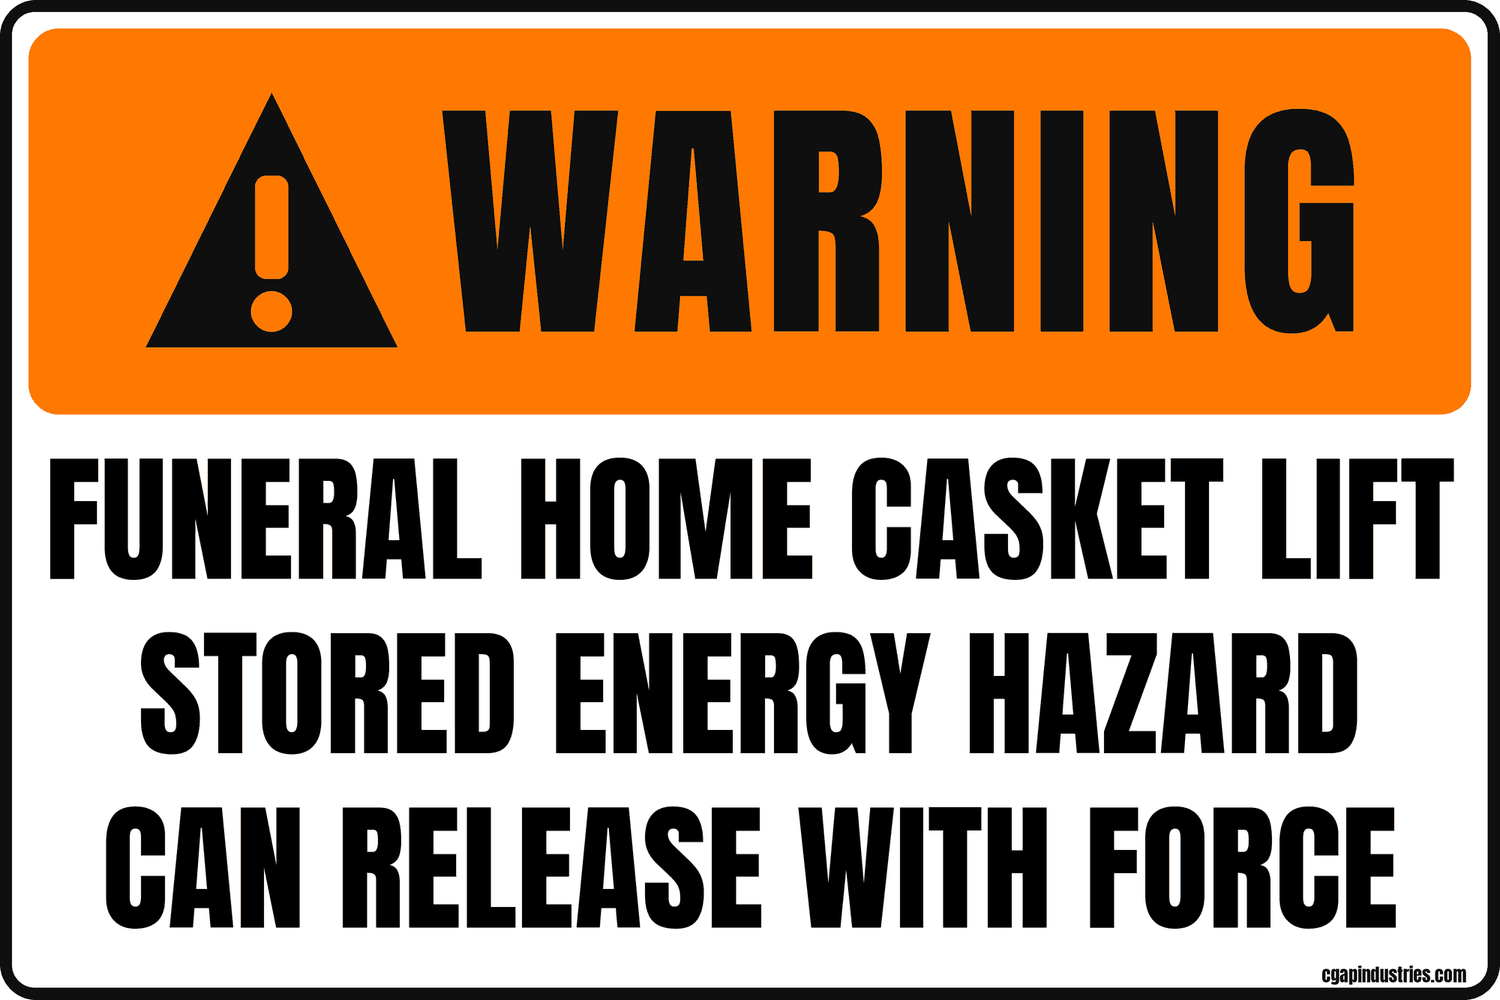 WARNING
FUNERAL HOME CASKET LIFT
STORED ENERGY HAZARD
CAN RELEASE WITH FORCE
cgapindustries.com